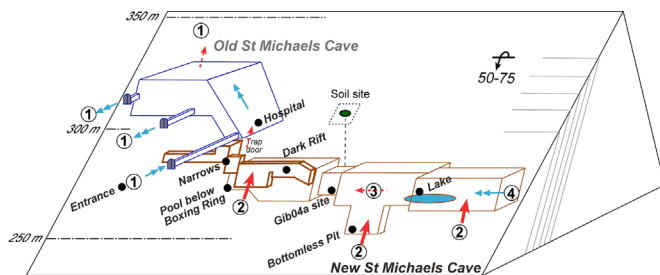 350 m
1
Old St Michaels Cave
50-75
1
Hospital
Soil site
300 m
1
Trap
door
Dark Rift
Entrance
1
Narrows
Pool below
Boxing Ring
2
Gib04a site
3
Lake
4
2
250 m
Bottomless Pit
2
New St Michaels Cave